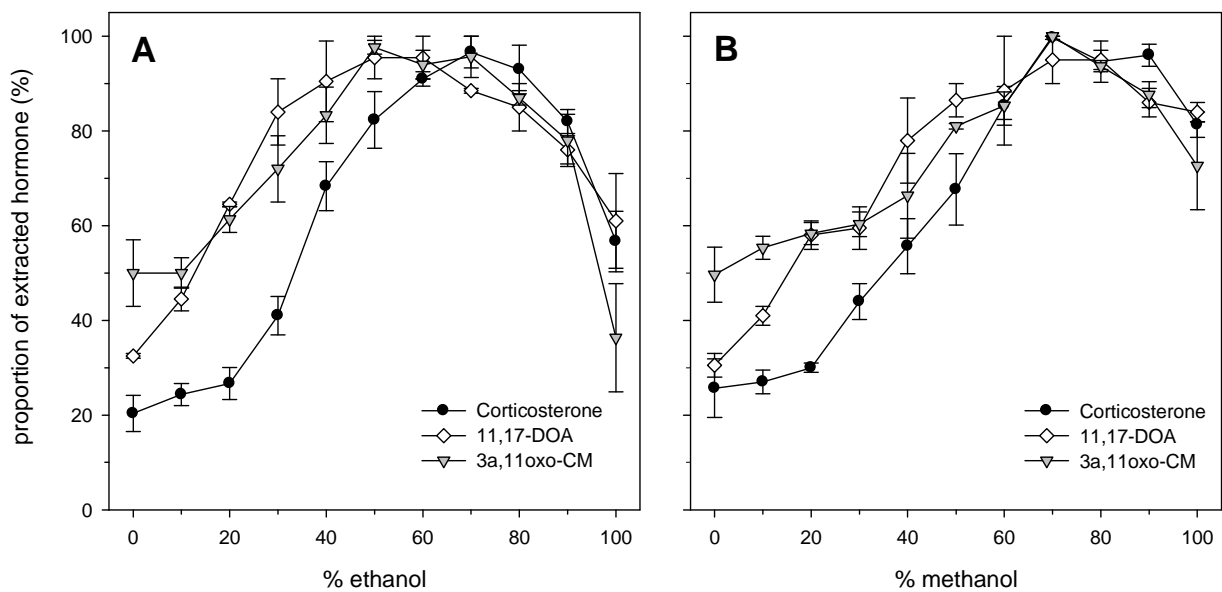 A
B
proportion of extracted hormone (%)
100
80
60
40
20
0
Corticosterone
11,17-DOA
3a,11oxo-CM
Corticosterone
11,17-DOA
3a,11oxo-CM
0 20 40 60 80 100
0 20 40 60 80 100
% ethanol
% methanol